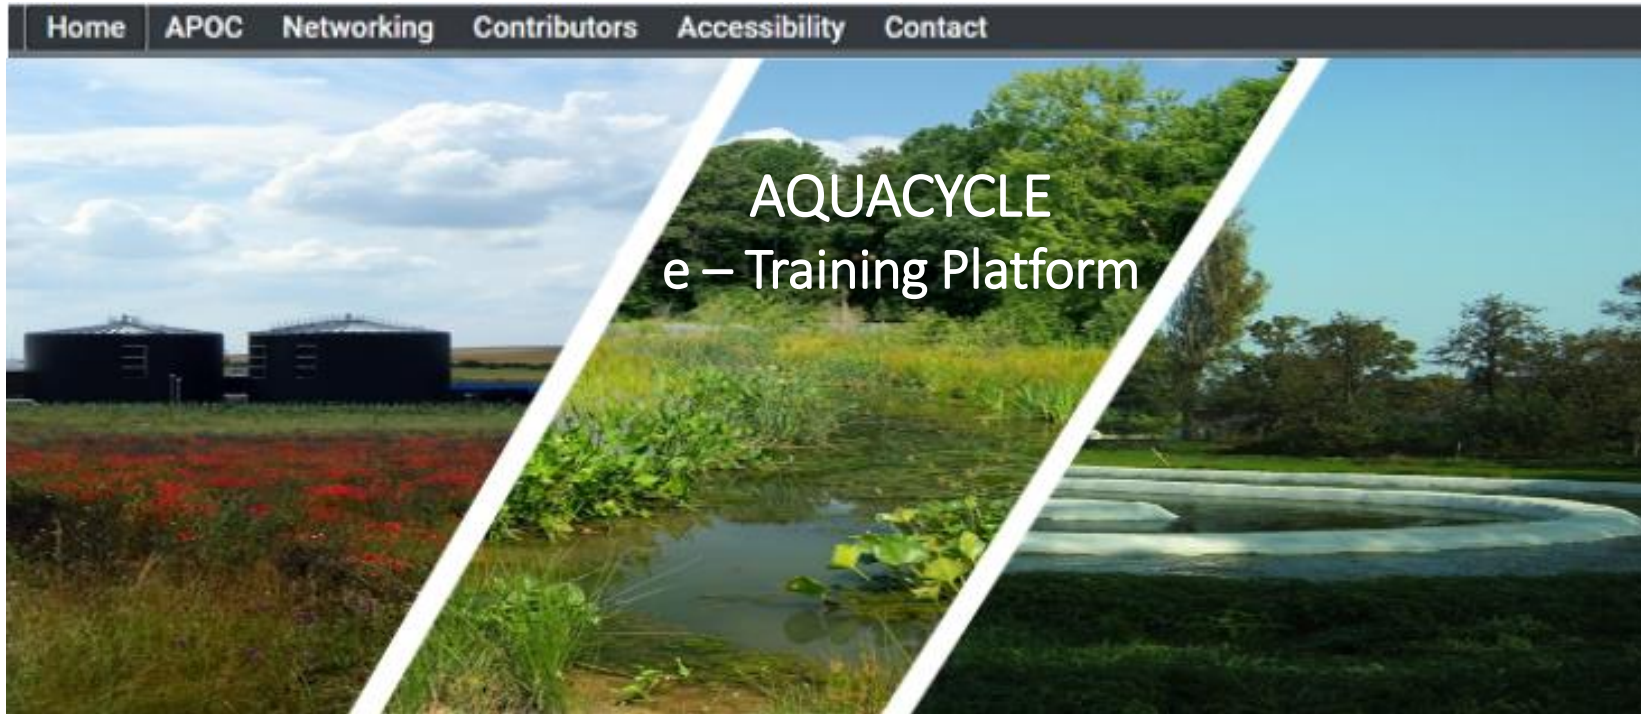 Home APOC Networking Contributors Accessibility Contact
AQUACYCLE
e – Training Platform